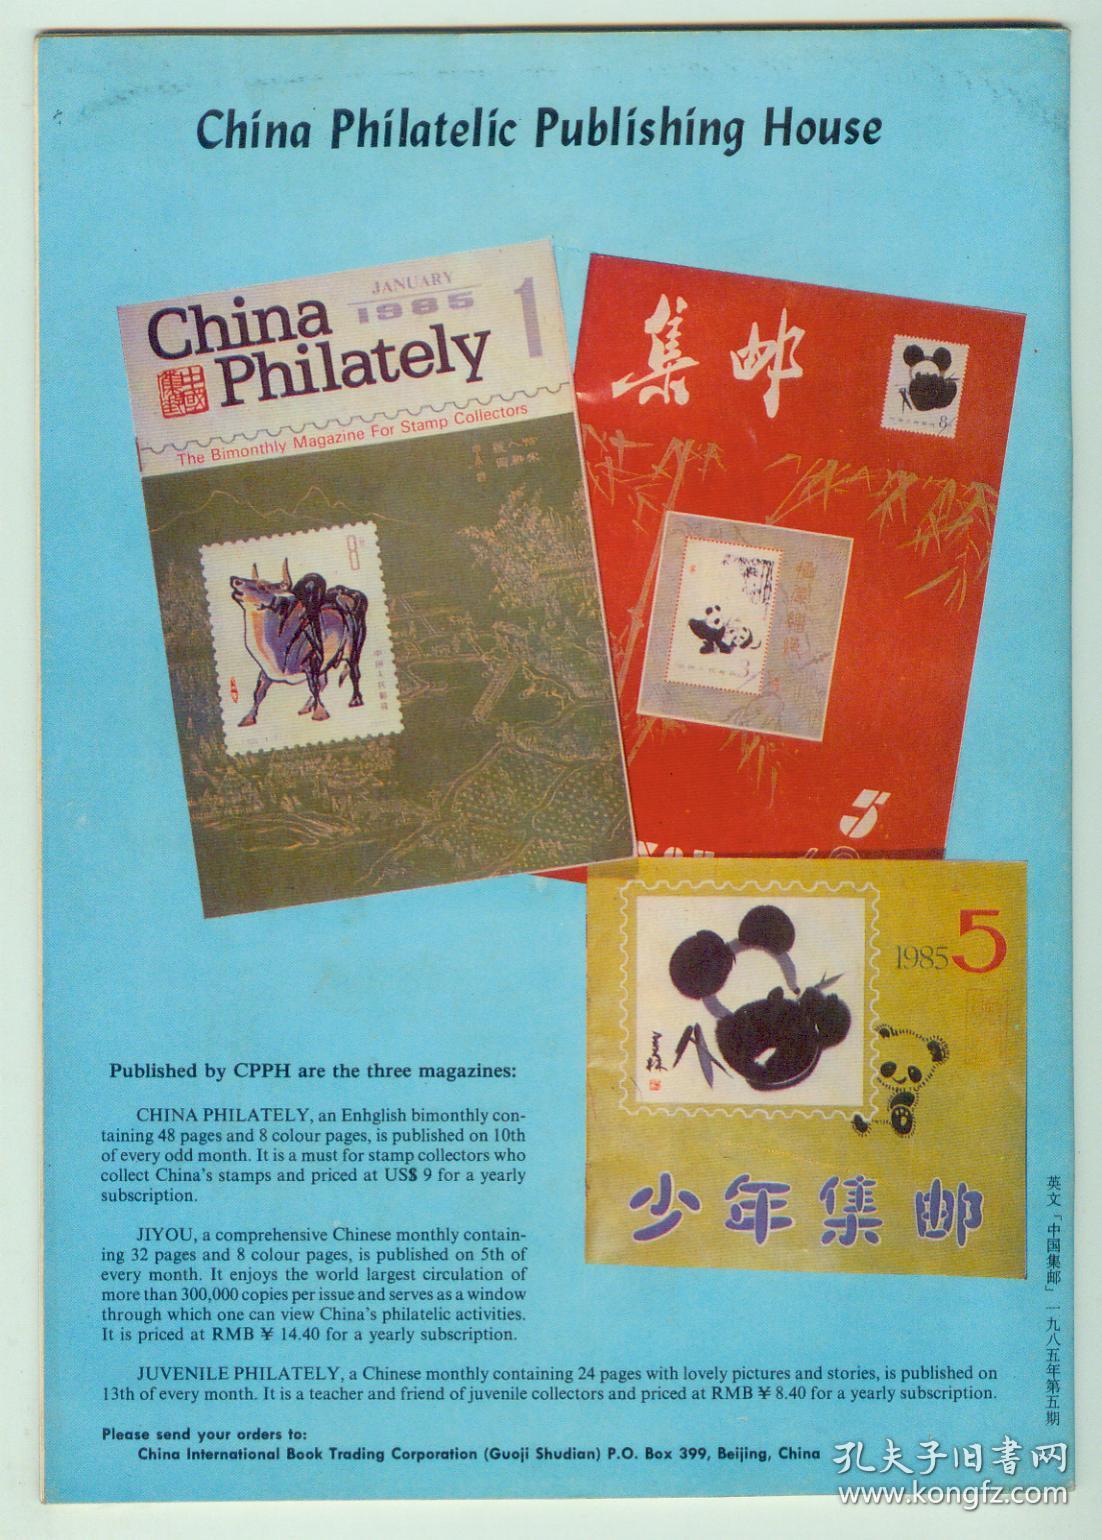 China Philatelic Publishing House
JANUARY
1985
1
China
Philately
The Bimonthly Magazine For Stamp Collectors
8
集邮
8
3
5
1985
5
少年集邮
Published by CPPH are the three magazines:
CHINA PHILATELY, an Enhglish bimonthly con-
taining 48 pages and 8 colour pages, is published on 10th
of every odd month. It is a must for stamp collectors who
collect China's stamps and priced at US$ 9 for a yearly
subscription.
JIYOU, a comprehensive Chinese monthly contain-
ing 32 pages and 8 colour pages, is published on 5th of
every month. It enjoys the world largest circulation of
more than 300,000 copies per issue and serves as a window
through which one can view China's philatelic activities.
It is priced at RMB ¥ 14.40 for a yearly subscription.
JUVENILE PHILATELY, a Chinese monthly containing 24 pages with lovely pictures and stories, is published on
13th of every month. It is a teacher and friend of juvenile collectors and priced at RMB ¥ 8.40 for a yearly subscription.
Please send your orders to:
China International Book Trading Corporation (Guoji Shudian) P.O. Box 399, Beijing, China
英文「中国集邮」一九八五年第五期
孔夫子旧书网
www.kongfz.com